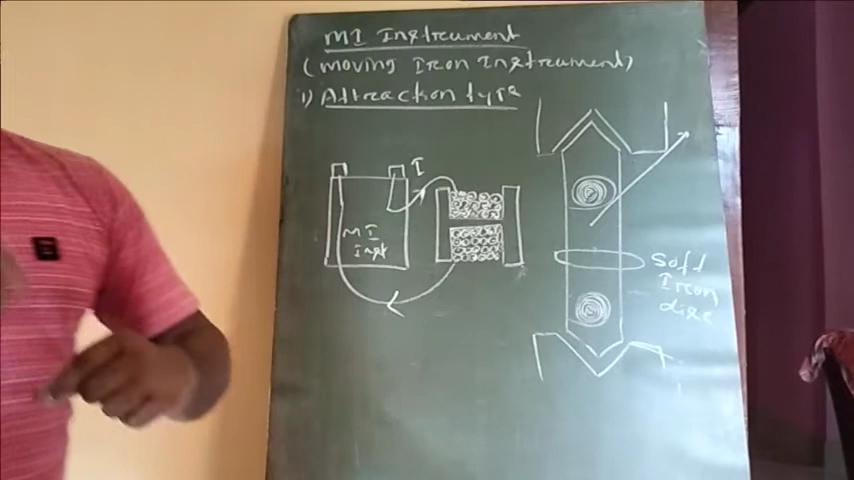 MI Instrument
(Moving Iron Instrument)
1) Attraction type
I
MI
Inst
Soft
Iron
disc